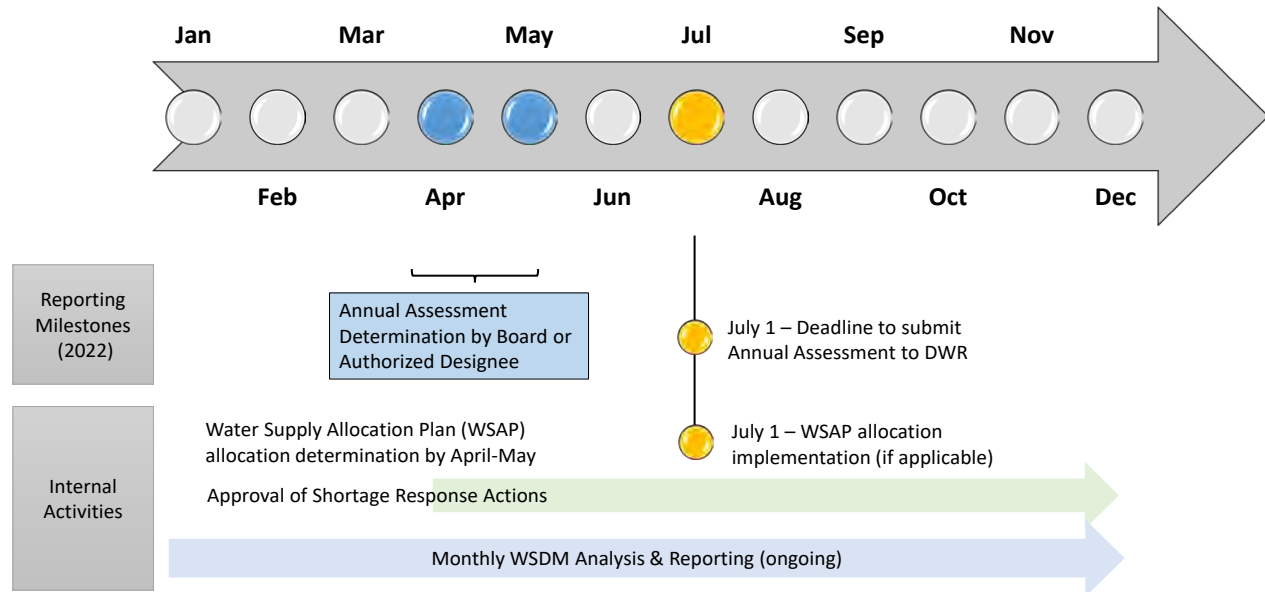 Jan Mar May Jul Sep Nov
Feb Apr Jun Aug Oct Dec
Reporting
Milestones
(2022)
Annual Assessment
Determination by Board or
Authorized Designee
July 1 – Deadline to submit
Annual Assessment to DWR
Internal
Activities
Water Supply Allocation Plan (WSAP)
allocation determination by April-May
July 1 – WSAP allocation
implementation (if applicable)
Approval of Shortage Response Actions
Monthly WSDM Analysis & Reporting (ongoing)